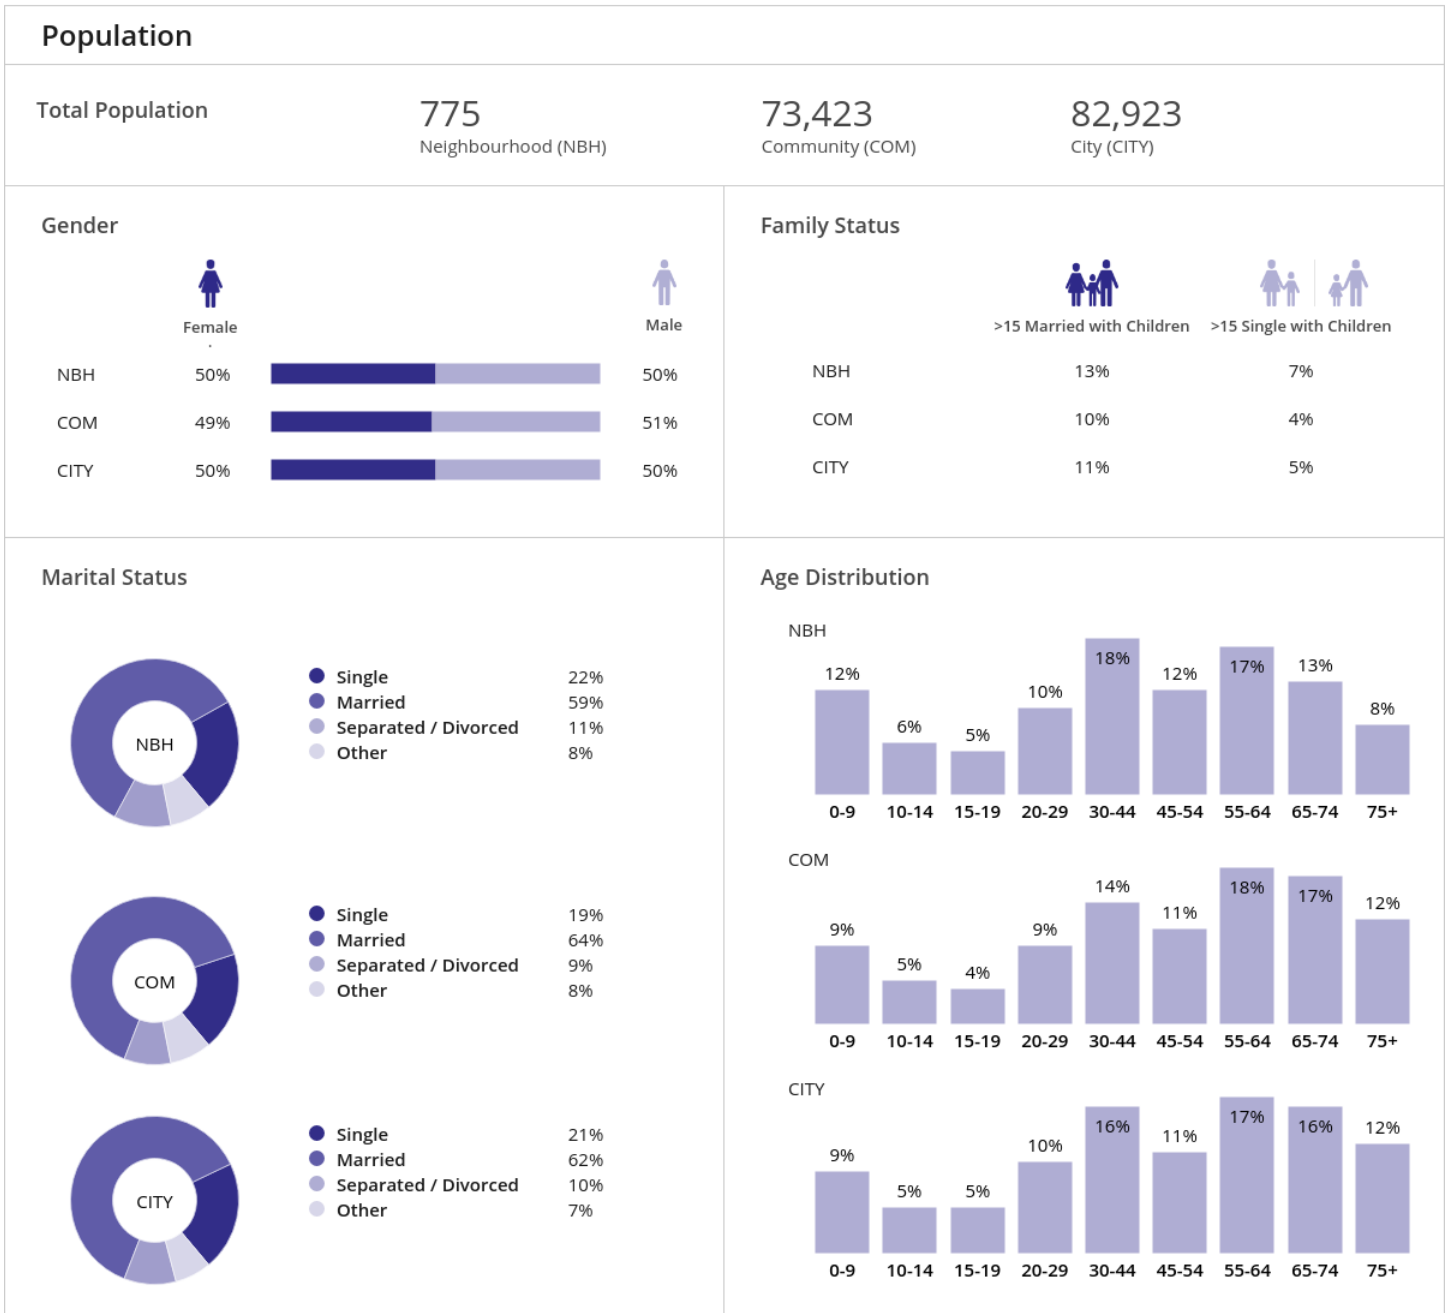 Population
Total Population
775
73,423
82,923
Neighbourhood (NBH)
Community (COM)
City (CITY)
Gender
Female
.
Male
NBH 50% 50%
COM 49% 51%
CITY 50% 50%
Family Status
>15 Married with Children >15 Single with Children
NBH 13% 7%
COM 10% 4%
CITY 11% 5%
Marital Status
NBH
Single 22%
Married 59%
Separated / Divorced 11%
Other 8%
COM
Single 19%
Married 64%
Separated / Divorced 9%
Other 8%
CITY
Single 21%
Married 62%
Separated / Divorced 10%
Other 7%
Age Distribution
NBH
12% 6% 5% 10% 18% 12% 17% 13% 8%
0-9 10-14 15-19 20-29 30-44 45-54 55-64 65-74 75+
COM
9% 5% 4% 9% 14% 11% 18% 17% 12%
0-9 10-14 15-19 20-29 30-44 45-54 55-64 65-74 75+
CITY
9% 5% 5% 10% 16% 11% 17% 16% 12%
0-9 10-14 15-19 20-29 30-44 45-54 55-64 65-74 75+